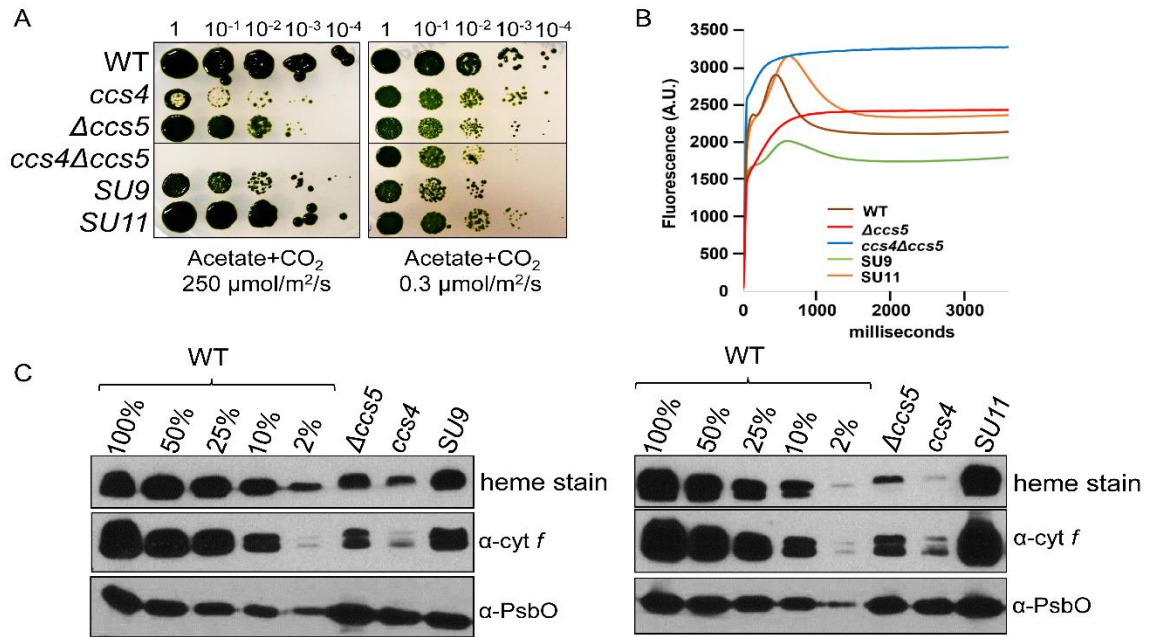 A
1 10⁻¹ 10⁻² 10⁻³ 10⁻⁴ 1 10⁻¹ 10⁻² 10⁻³ 10⁻⁴
WT
ccs4
Δccs5
ccs4Δccs5
SU9
SU11
Acetate+CO₂
250 µmol/m²/s
Acetate+CO₂
0.3 µmol/m²/s
B
Fluorescence (A.U.)
3500
3000
2500
2000
1500
1000
500
0
WT
Δccs5
ccs4Δccs5
SU9
SU11
0 1000 2000 3000
milliseconds
C
WT
100% 50% 25% 10% 2% Δccs5 ccs4 SU9
heme stain
α-cyt f
α-PsbO
WT
100% 50% 25% 10% 2% Δccs5 ccs4 SU11
heme stain
α-cyt f
α-PsbO